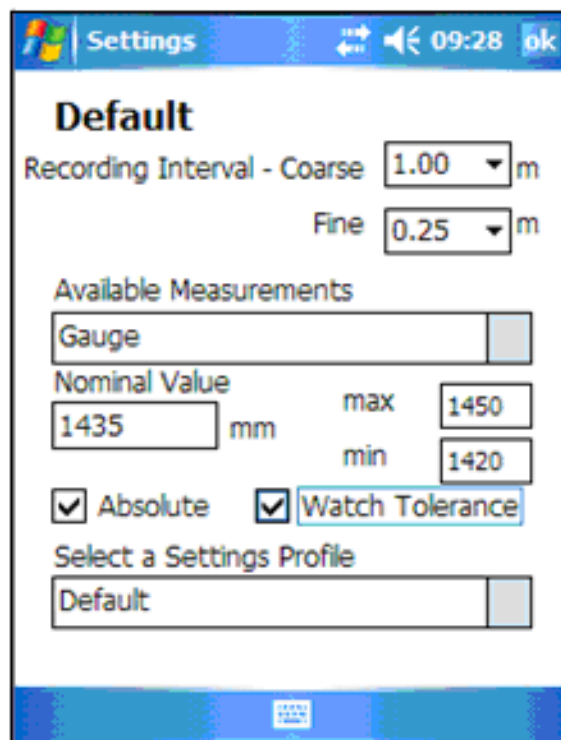 Settings 09:28 ok
Default
Recording Interval - Coarse 1.00 m
Fine 0.25 m
Available Measurements
Gauge
Nominal Value
max 1450
1435 mm
min 1420
Absolute Watch Tolerance
Select a Settings Profile
Default